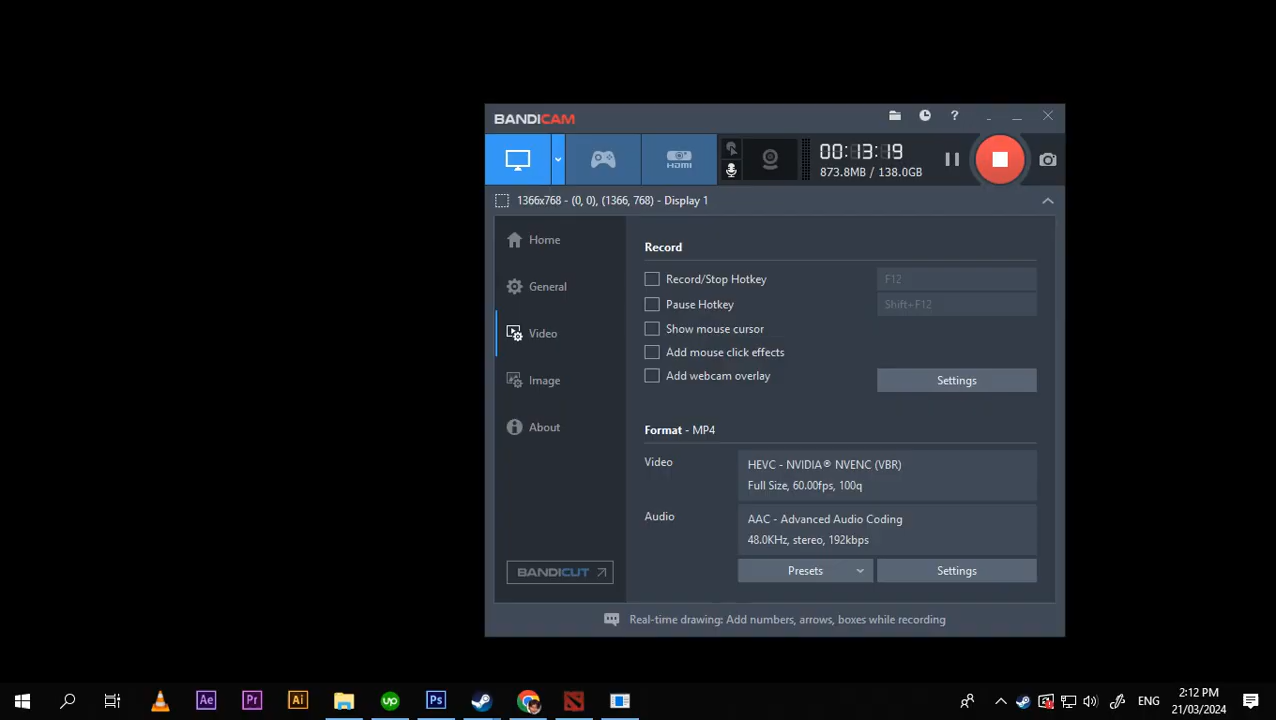 BANDICAM
?
HDMI
00:13:19
873.8MB / 138.0GB
1366x768 - (0, 0), (1366, 768) - Display 1
Home
General
Video
Image
About
BANDICUT
Record
Record/Stop Hotkey
F12
Pause Hotkey
Shift+F12
Show mouse cursor
Add mouse click effects
Add webcam overlay
Settings
Format - MP4
Video
HEVC - NVIDIA® NVENC (VBR)
Full Size, 60.00fps, 100q
Audio
AAC - Advanced Audio Coding
48.0KHz, stereo, 192kbps
Presets
Settings
Real-time drawing: Add numbers, arrows, boxes while recording
Ae
Pr
Ai
up
Ps
ENG
2:12 PM
21/03/2024